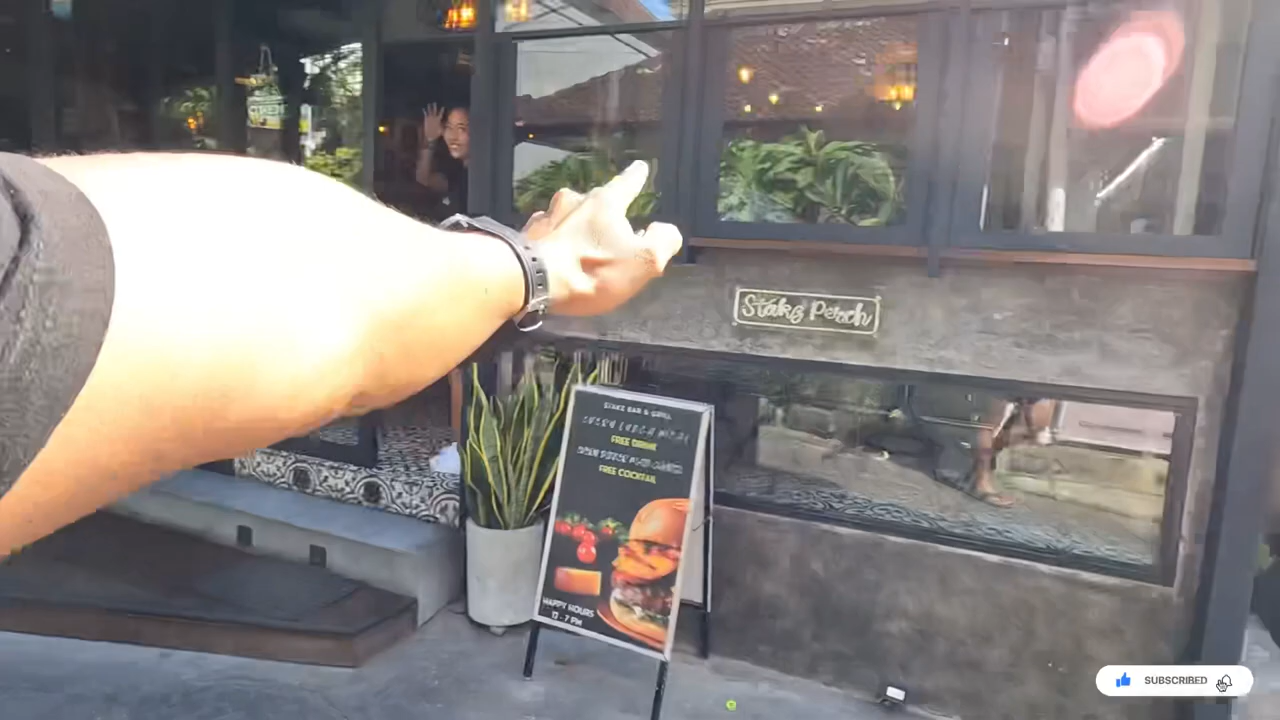 Stake Perch
STAKE BAR & GRILL
FREE DRINK
FREE COCKTAIL
HAPPY HOURS
12 - 7 PM
SUBSCRIBED